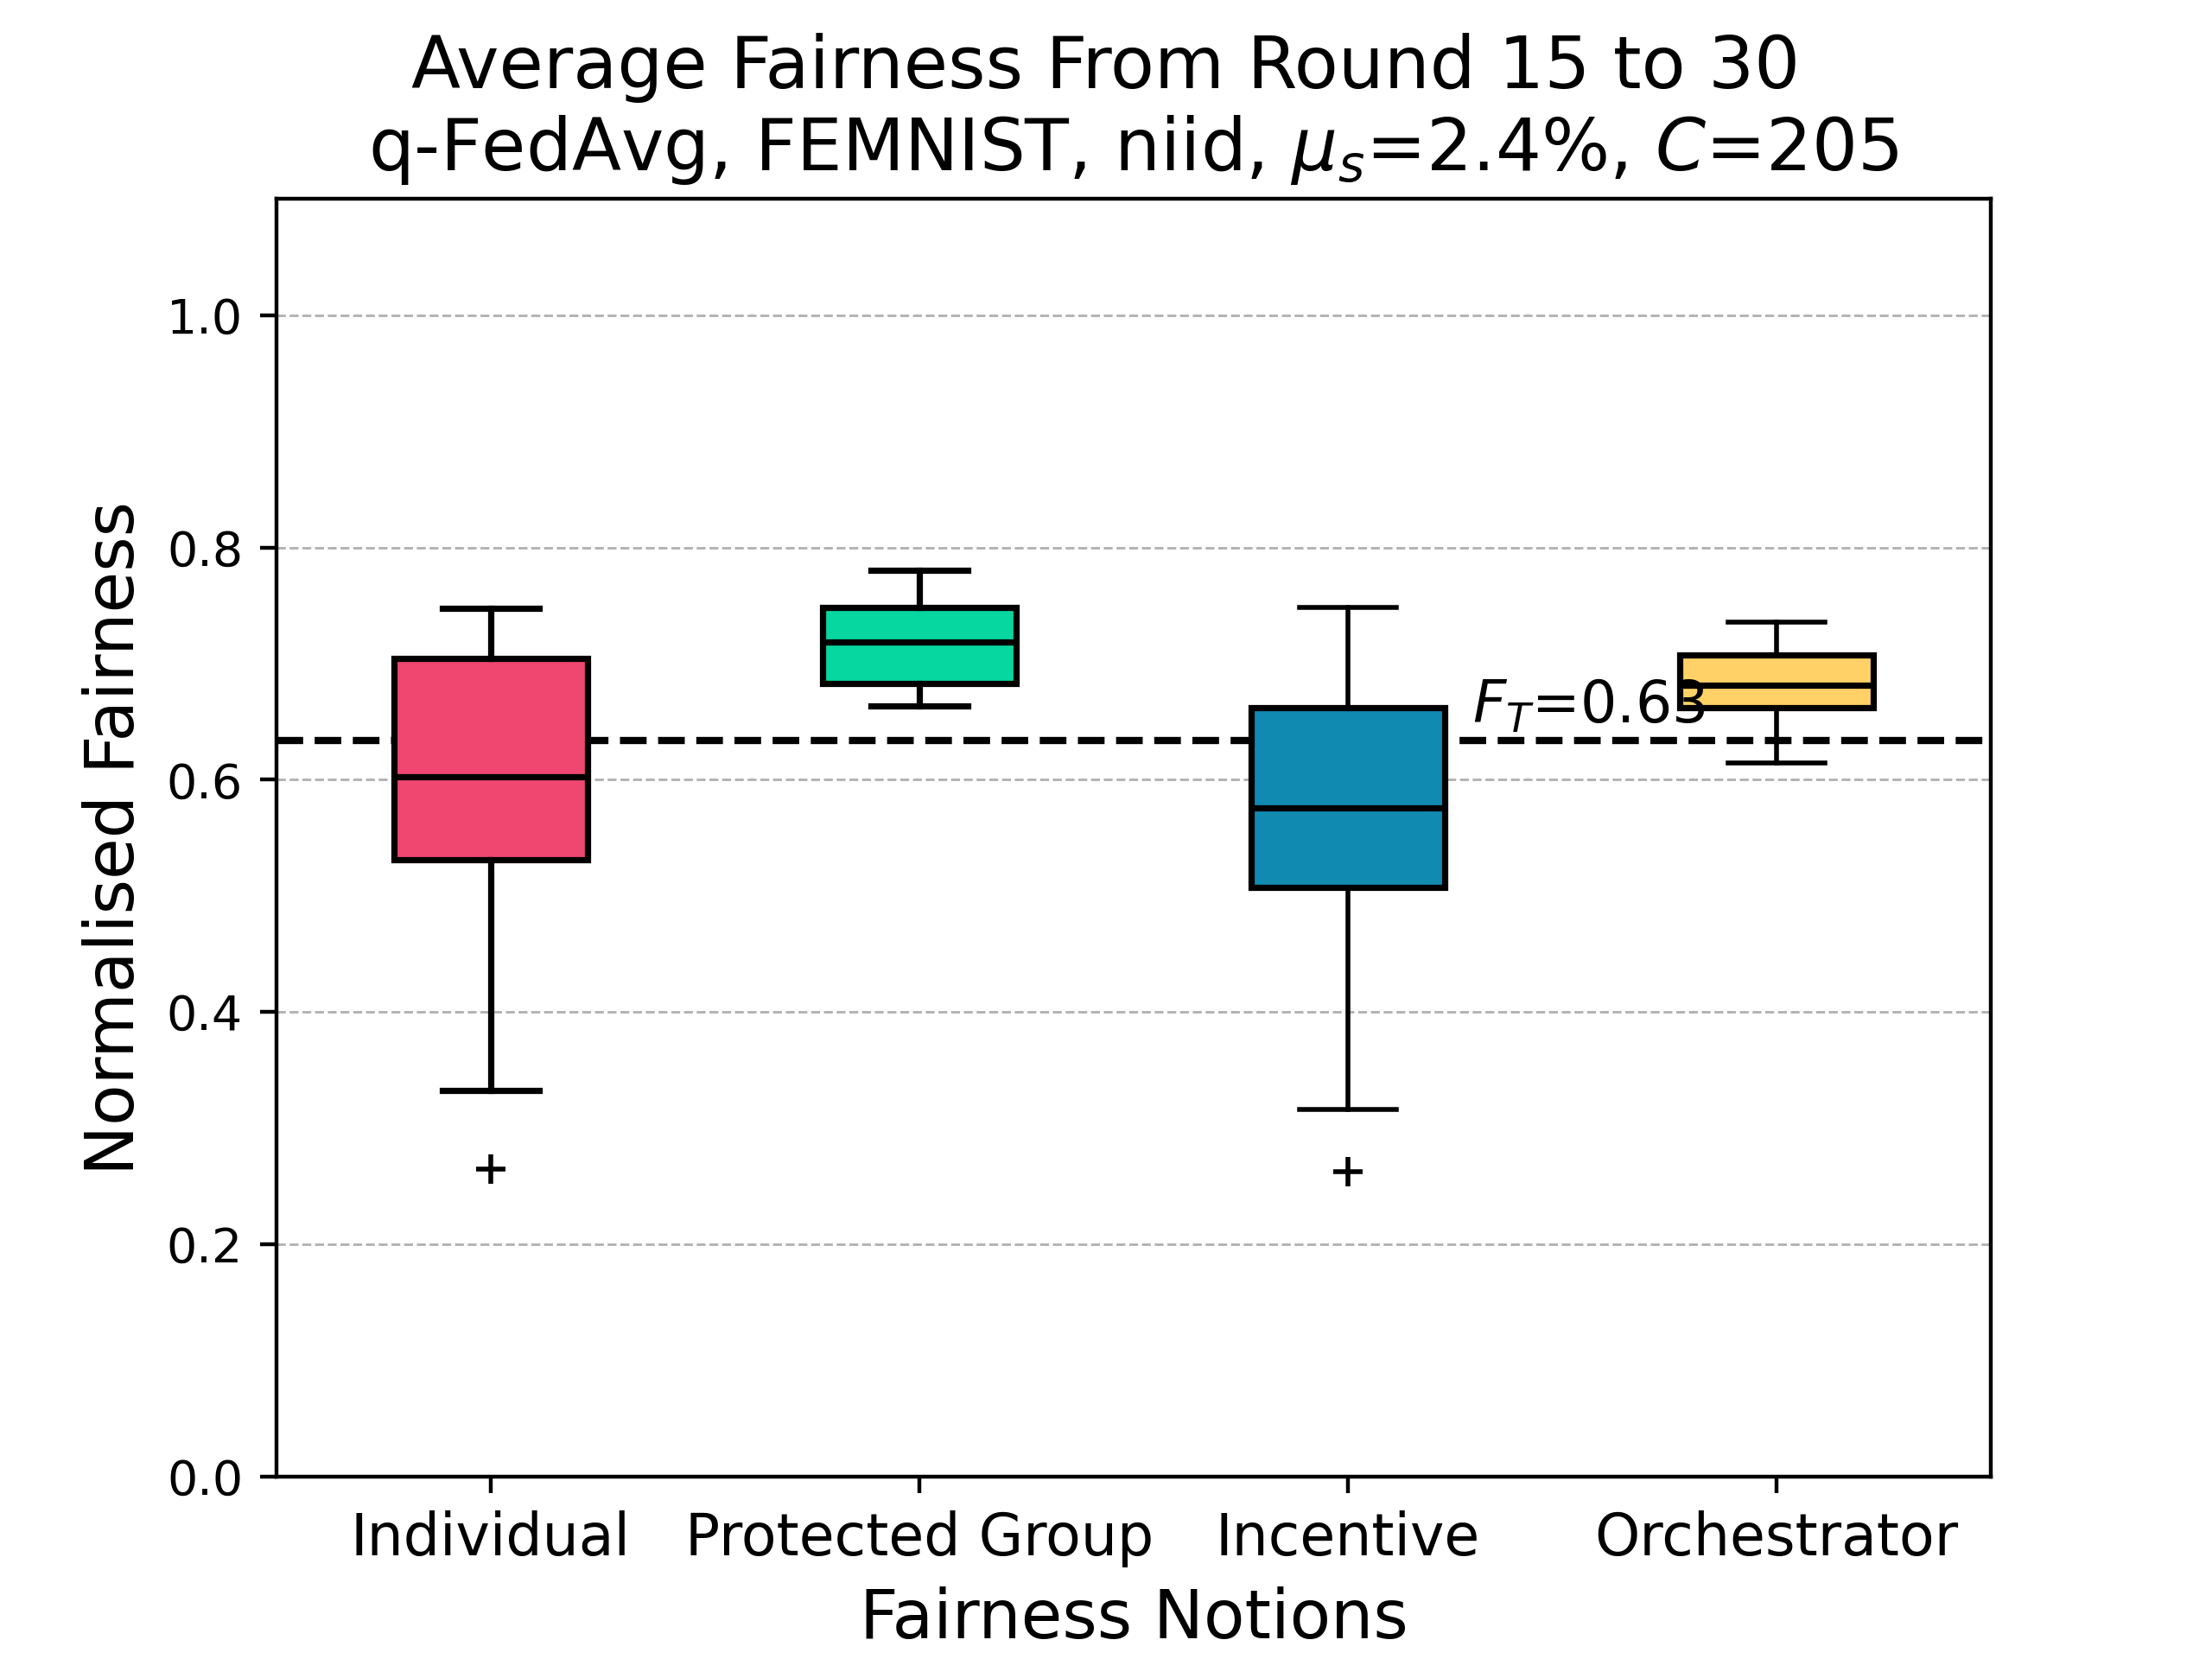 Average Fairness From Round 15 to 30
q-FedAvg, FEMNIST, niid, μₛ=2.4%, C=205
Normalised Fairness
1.0
0.8
0.6
0.4
0.2
0.0
F_T=0.63
Individual Protected Group Incentive Orchestrator
Fairness Notions